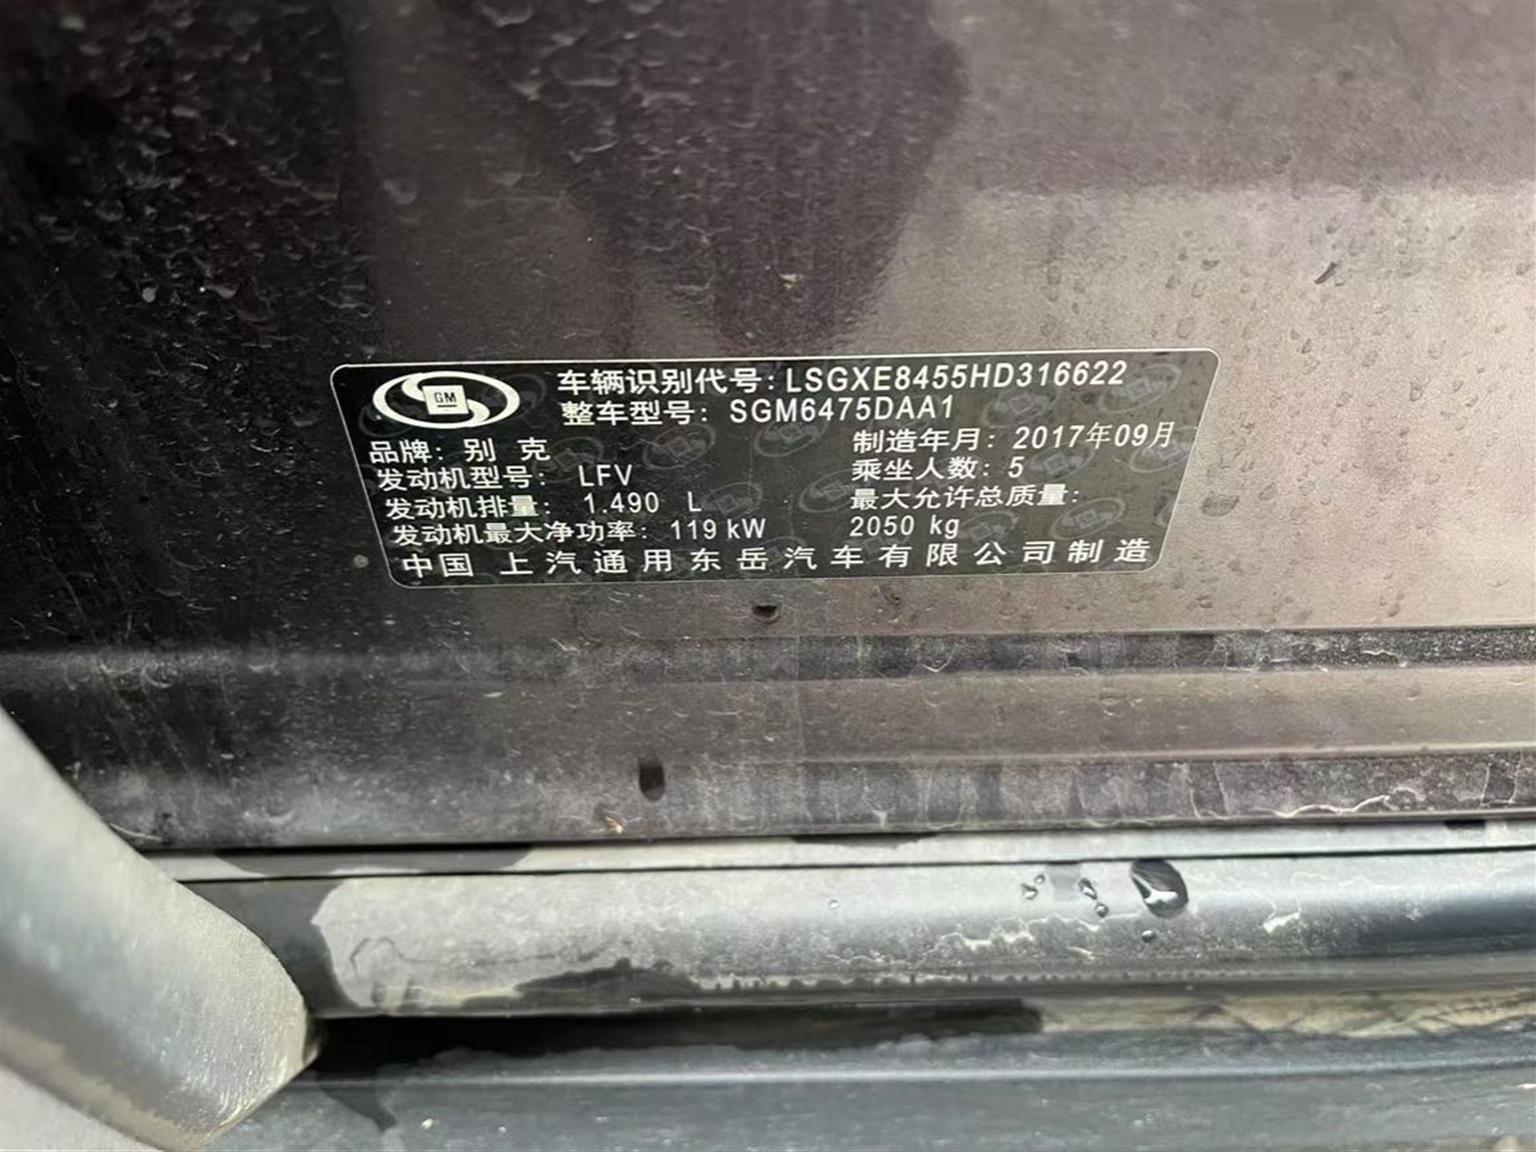 GM
车辆识别代号：LSGXE8455HD316622
整车型号：SGM6475DAA1
品牌：别克
制造年月：2017年09月
发动机型号：LFV
乘坐人数：5
发动机排量：1.490 L
最大允许总质量：
发动机最大净功率：119 kW
2050 kg
中国 上汽通用东岳汽车有限公司制造